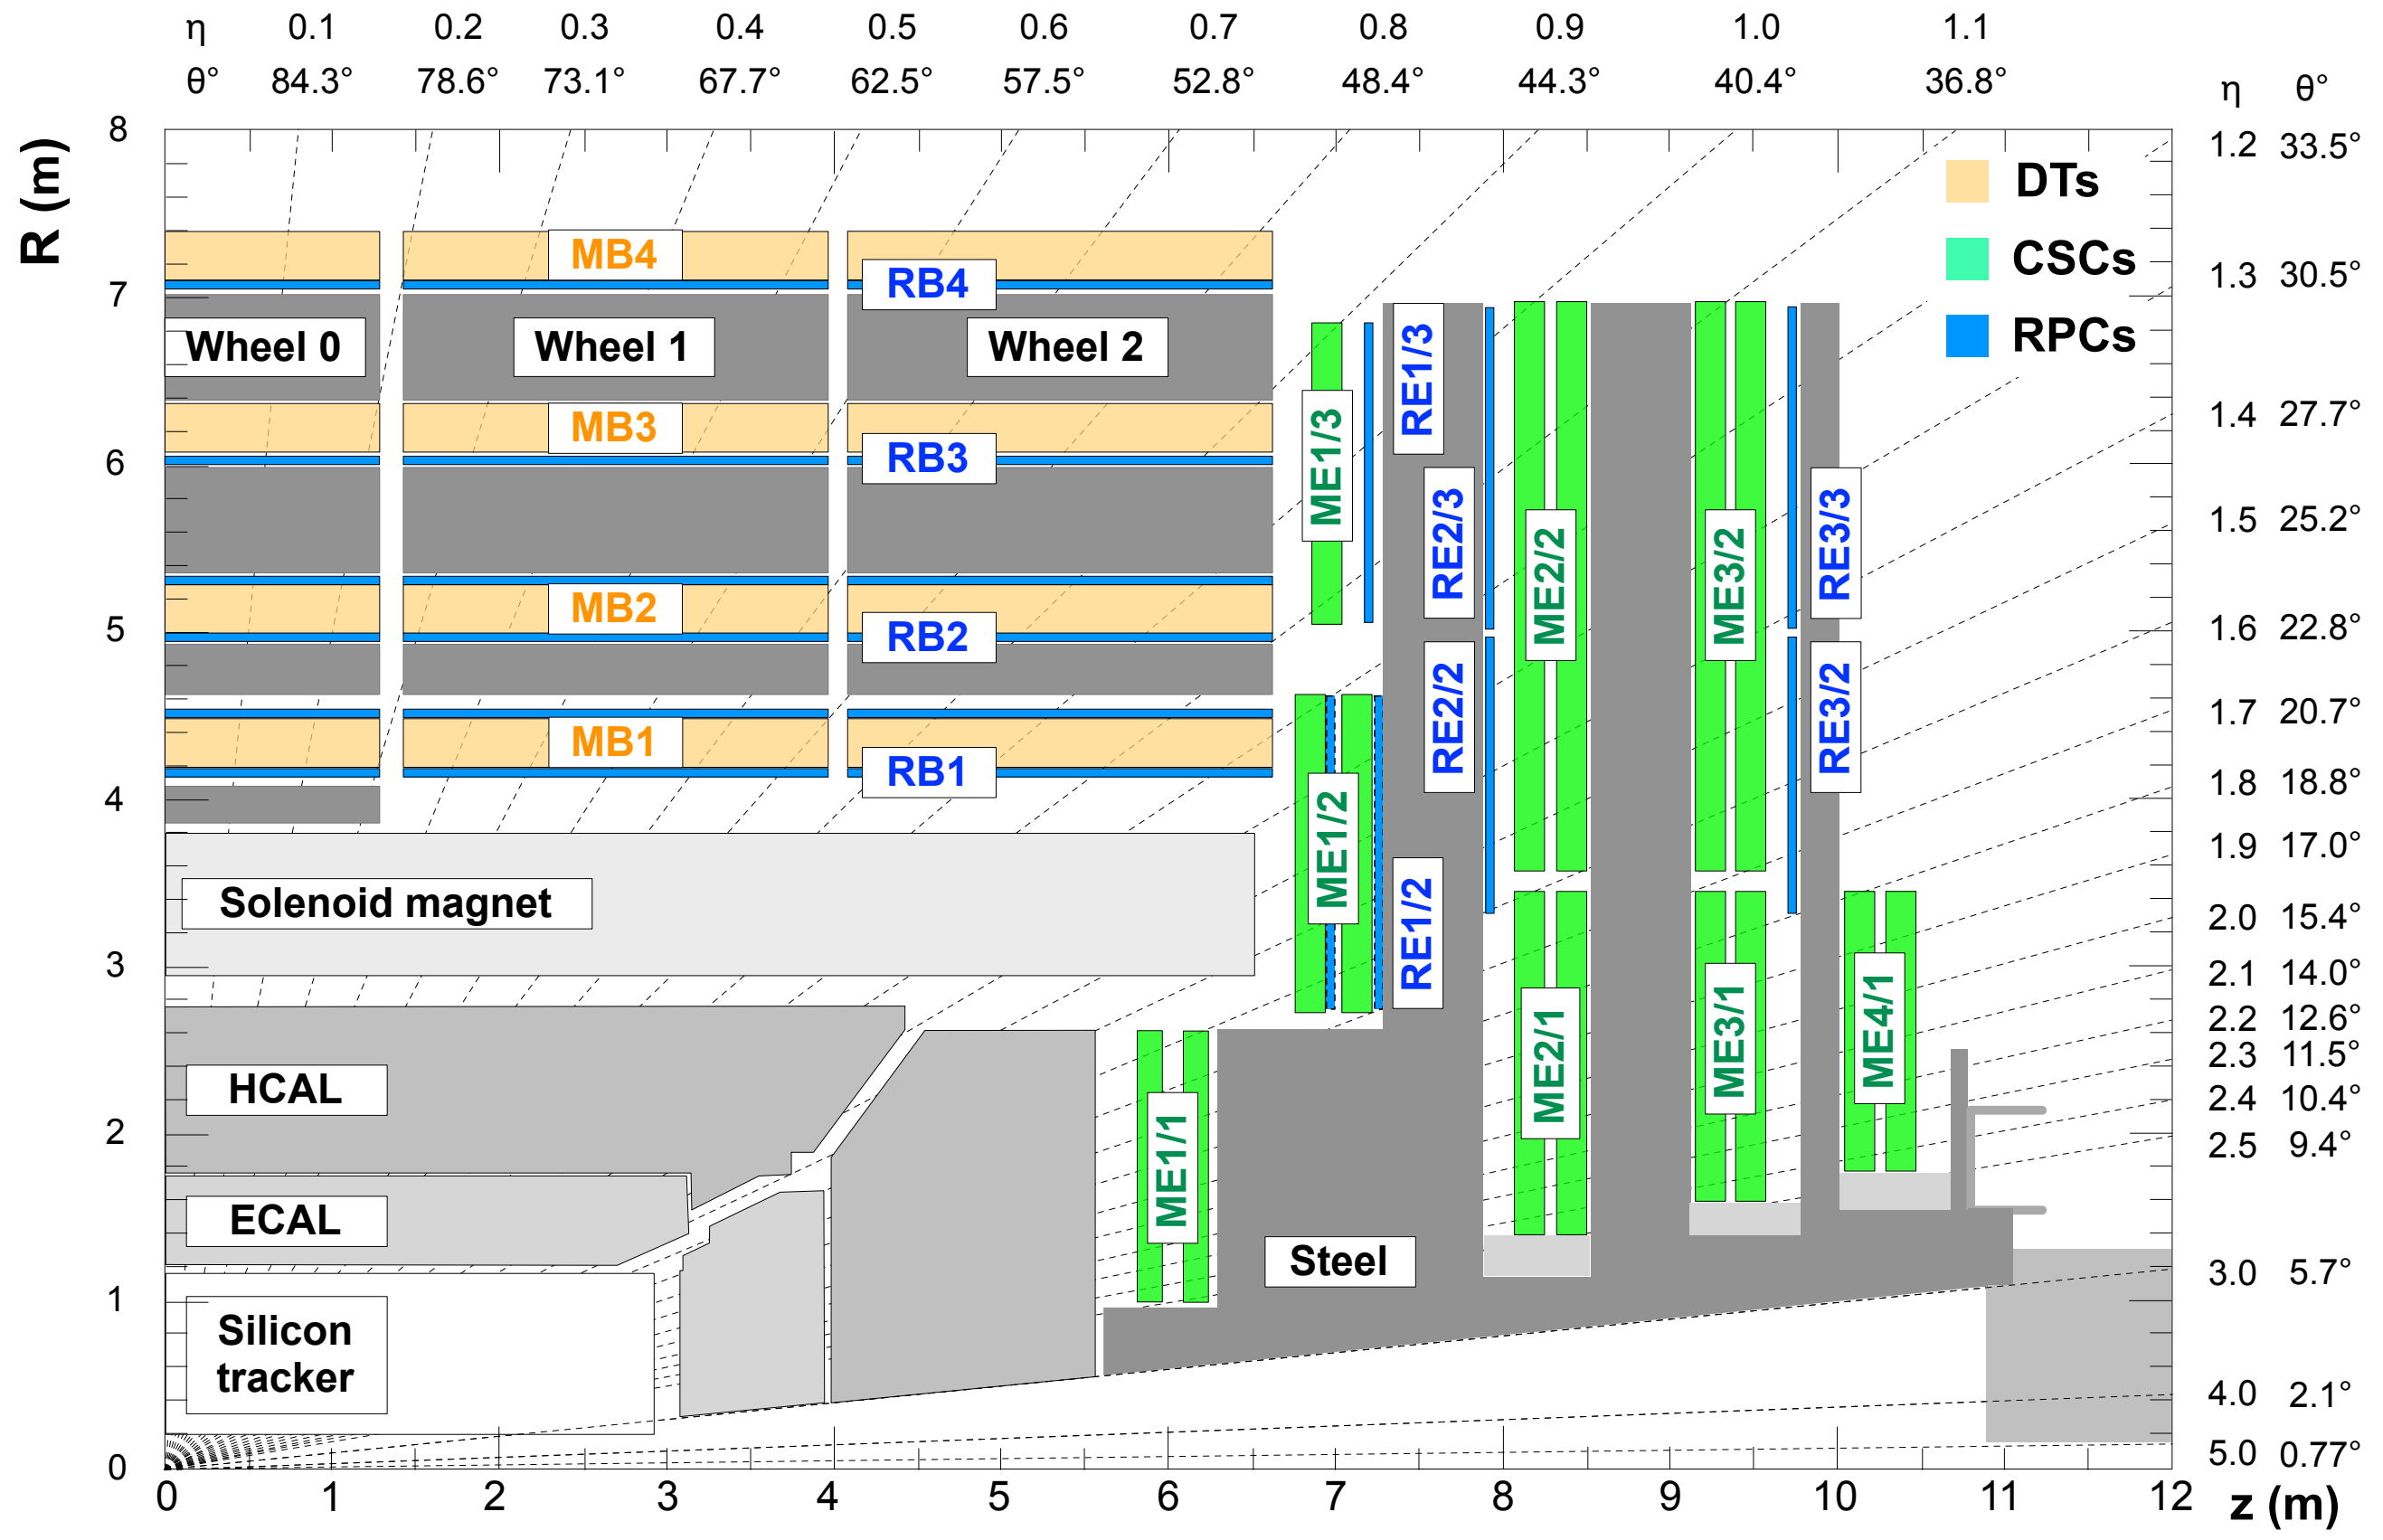 η 0.1 0.2 0.3 0.4 0.5 0.6 0.7 0.8 0.9 1.0 1.1
θ° 84.3° 78.6° 73.1° 67.7° 62.5° 57.5° 52.8° 48.4° 44.3° 40.4° 36.8°
η θ°
1.2 33.5°
1.3 30.5°
1.4 27.7°
1.5 25.2°
1.6 22.8°
1.7 20.7°
1.8 18.8°
1.9 17.0°
2.0 15.4°
2.1 14.0°
2.2 12.6°
2.3 11.5°
2.4 10.4°
2.5 9.4°
3.0 5.7°
4.0 2.1°
5.0 0.77°
R (m)
8
7
6
5
4
3
2
1
0
DTs
CSCs
RPCs
MB4
RB4
Wheel 0
Wheel 1
Wheel 2
MB3
RB3
MB2
RB2
MB1
RB1
Solenoid magnet
HCAL
ECAL
Silicon
tracker
Steel
ME1/3
RE1/3
RE2/3
ME2/2
ME3/2
RE3/3
RE2/2
RE3/2
ME1/2
RE1/2
ME1/1
ME2/1
ME3/1
ME4/1
0 1 2 3 4 5 6 7 8 9 10 11 12
z (m)